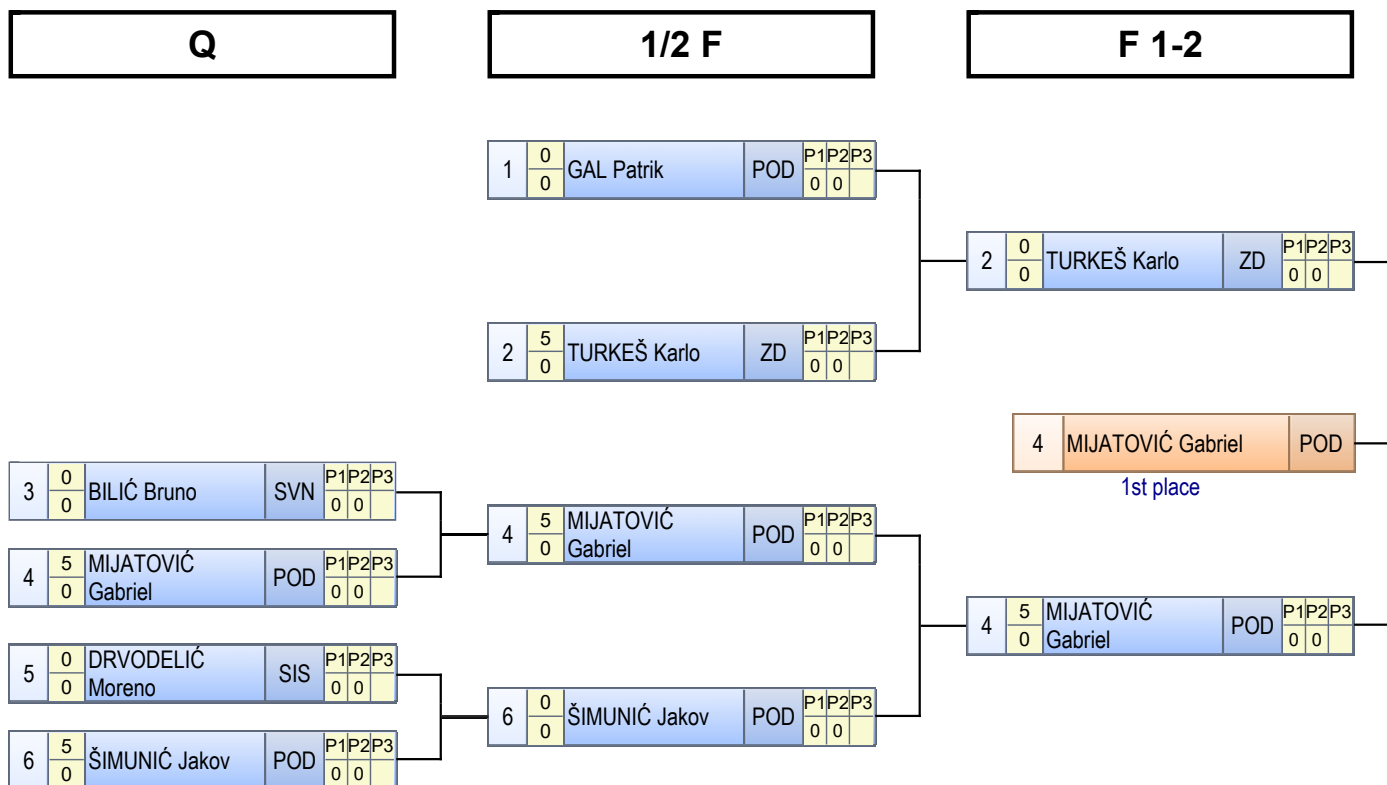 Q
1/2 F
F 1-2
1 0 GAL Patrik POD P1 P2 P3
0 0 0
2 0 TURKEŠ Karlo ZD P1 P2 P3
0 0 0
2 5 TURKEŠ Karlo ZD P1 P2 P3
0 0 0
4 MIJATOVIĆ Gabriel POD
1st place
3 0 BILIĆ Bruno SVN P1 P2 P3
0 0 0
4 5 MIJATOVIĆ POD P1 P2 P3
0 Gabriel 0 0
4 5 MIJATOVIĆ POD P1 P2 P3
0 Gabriel 0 0
4 5 MIJATOVIĆ POD P1 P2 P3
0 Gabriel 0 0
5 0 DRVODELIĆ SIS P1 P2 P3
0 Moreno 0 0
6 0 ŠIMUNIĆ Jakov POD P1 P2 P3
0 0 0
6 5 ŠIMUNIĆ Jakov POD P1 P2 P3
0 0 0